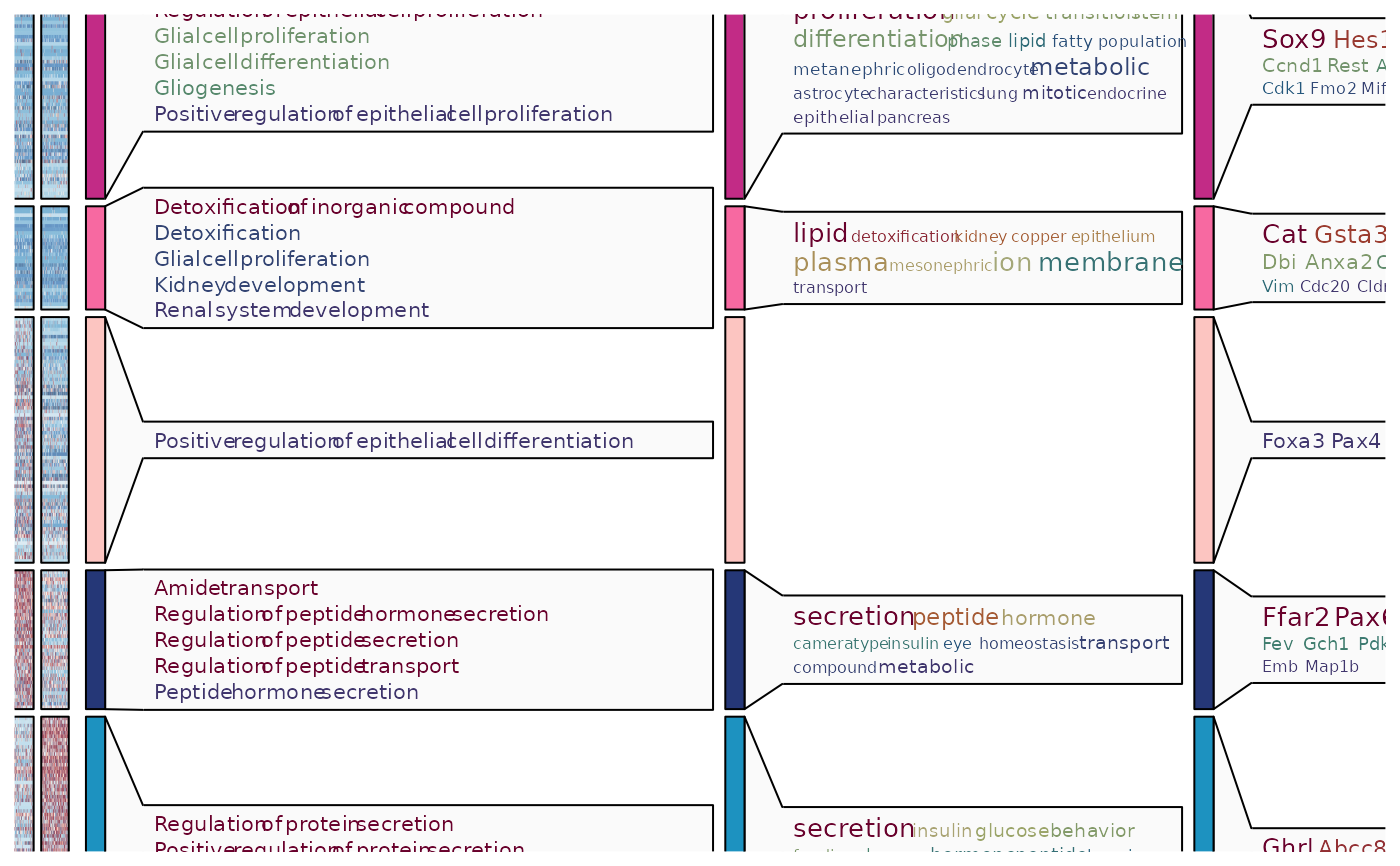 Regulation of epithelial cell proliferation
Glial cell proliferation
Glial cell differentiation
Gliogenesis
Positive regulation of epithelial cell proliferation
proliferation glial cycle transition stem
differentiation phase lipid fatty population
metanephric oligodendrocyte metabolic
astrocyte characteristics lung mitotic endocrine
epithelial pancreas
Sox9 Hes1
Ccnd1 Rest A
Cdk1 Fmo2 Mif
Detoxification of inorganic compound
Detoxification
Glial cell proliferation
Kidney development
Renal system development
lipid detoxification kidney copper epithelium
plasma mesonephric ion membrane
transport
Cat Gsta3
Dbi Anxa2 C
Vim Cdc20 Cldn
Positive regulation of epithelial cell differentiation
Foxa3 Pax4
Amide transport
Regulation of peptide hormone secretion
Regulation of peptide secretion
Regulation of peptide transport
Peptide hormone secretion
secretion peptide hormone
cameratype insulin eye homeostasis transport
compound metabolic
Ffar2 Pax6
Fev Gch1 Pdk
Emb Map1b
Regulation of protein secretion
Positive regulation of protein secretion
secretion insulin glucose behavior
hormone peptide
Ghrl Abcc8